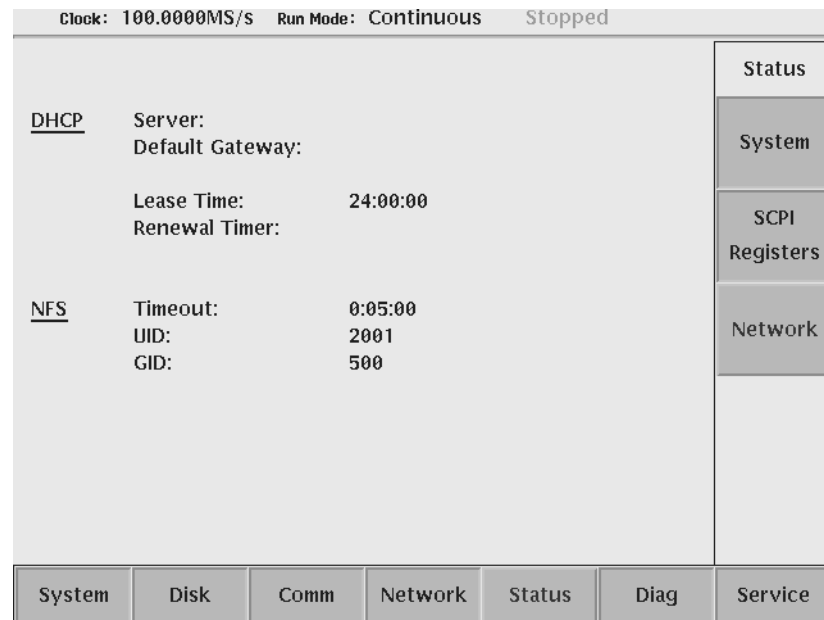 Clock: 100.0000MS/s Run Mode: Continuous Stopped
Status
DHCP Server:
Default Gateway:
Lease Time: 24:00:00
Renewal Timer:
NFS Timeout: 0:05:00
UID: 2001
GID: 500
System
SCPI
Registers
Network
System Disk Comm Network Status Diag Service